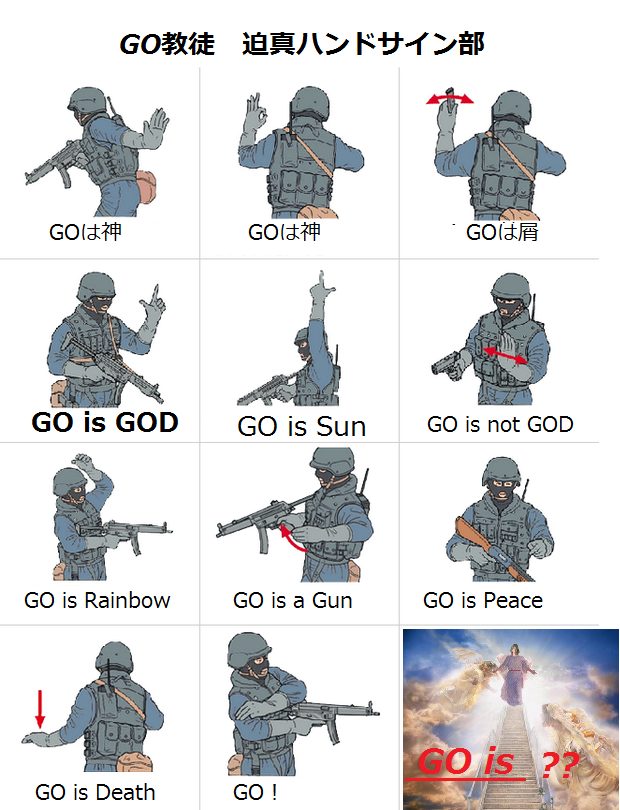 GO教徒　迫真ハンドサイン部
GOは神
GOは神
GOは屑
GO is GOD
GO is Sun
GO is not GOD
GO is Rainbow
GO is a Gun
GO is Peace
GO is Death
GO！
GO is ??